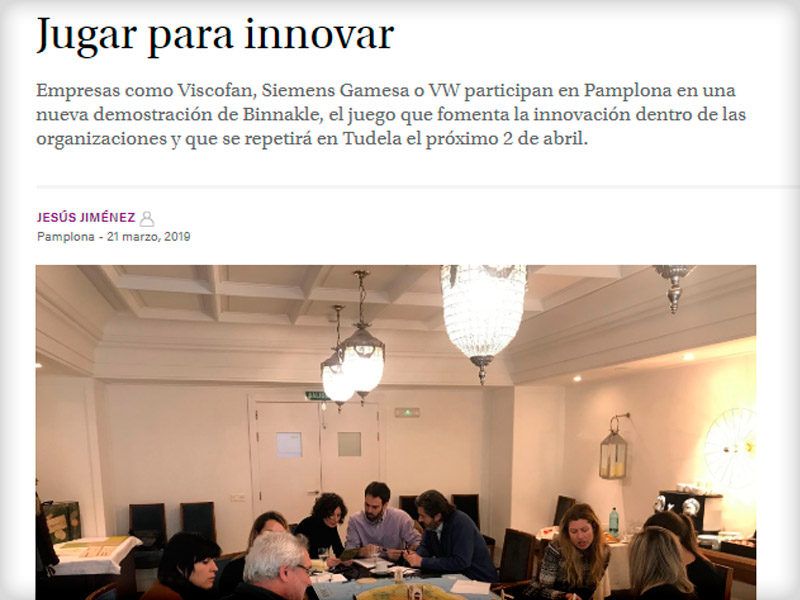 Jugar para innovar
Empresas como Viscofan, Siemens Gamesa o VW participan en Pamplona en una
nueva demostración de Binnakle, el juego que fomenta la innovación dentro de las
organizaciones y que se repetirá en Tudela el próximo 2 de abril.
JESÚS JIMÉNEZ
Pamplona - 21 marzo, 2019